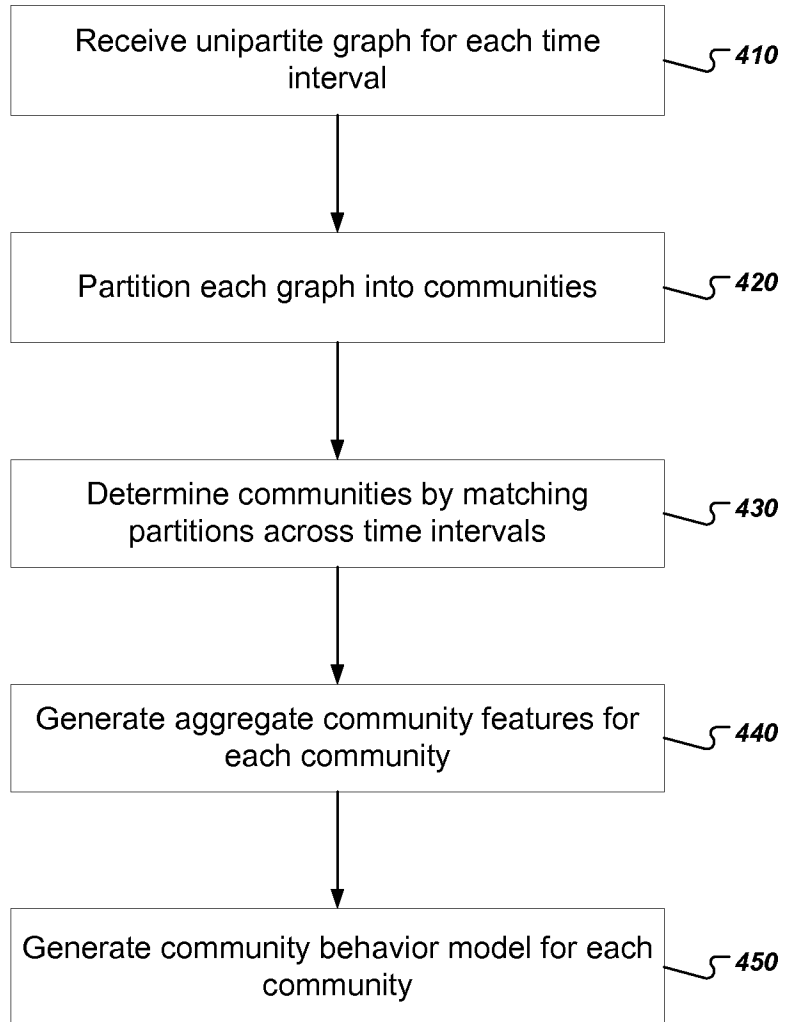 Receive unipartite graph for each time
interval
410
Partition each graph into communities
420
Determine communities by matching
partitions across time intervals
430
Generate aggregate community features for
each community
440
Generate community behavior model for each
community
450